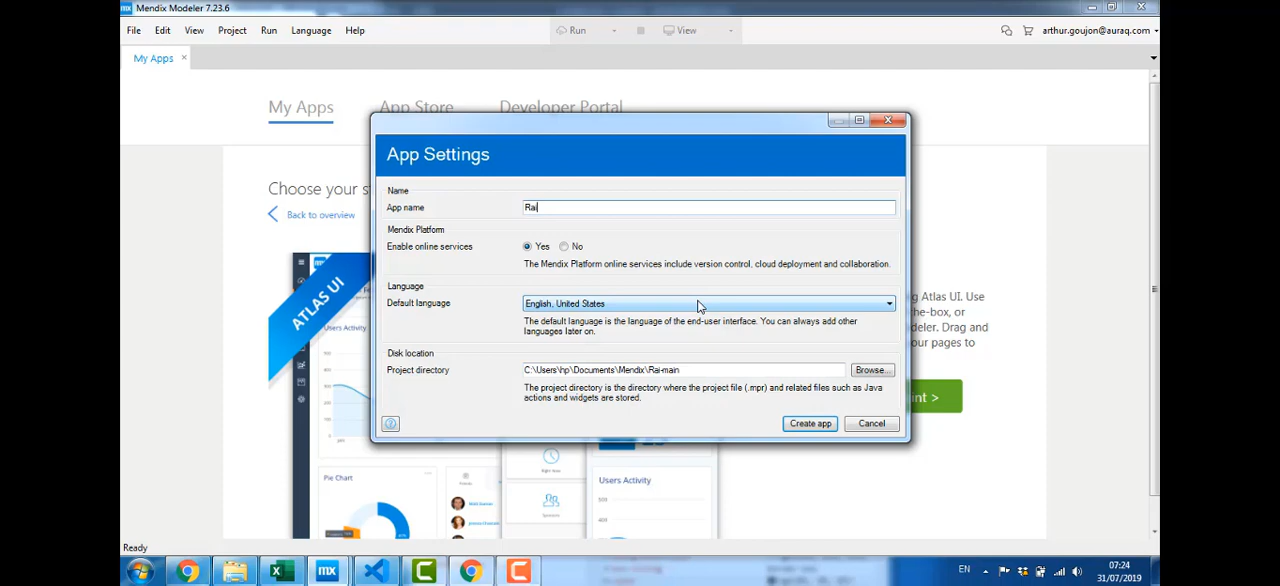 mx Mendix Modeler 7.23.6
File Edit View Project Run Language Help
Run View
arthur.goujon@auraq.com
My Apps
My Apps App Store Developer Portal
Choose your s
Back to overview
ATLAS UI
App Settings
Name
App name Rai
Mendix Platform
Enable online services Yes No
The Mendix Platform online services include version control, cloud deployment and collaboration.
Language
Default language English, United States
The default language is the language of the end-user interface. You can always add other
languages later on.
Disk location
Project directory C:\Users\hp\Documents\Mendix\Rai-main Browse...
The project directory is the directory where the project file (.mpr) and related files such as Java
actions and widgets are stored.
Create app Cancel
ng Atlas UI. Use
the-box, or
deler. Drag and
our pages to
int >
mx
Users Activity
Pie Chart
Users Activity
Ready
mx
EN
07:24
31/07/2019